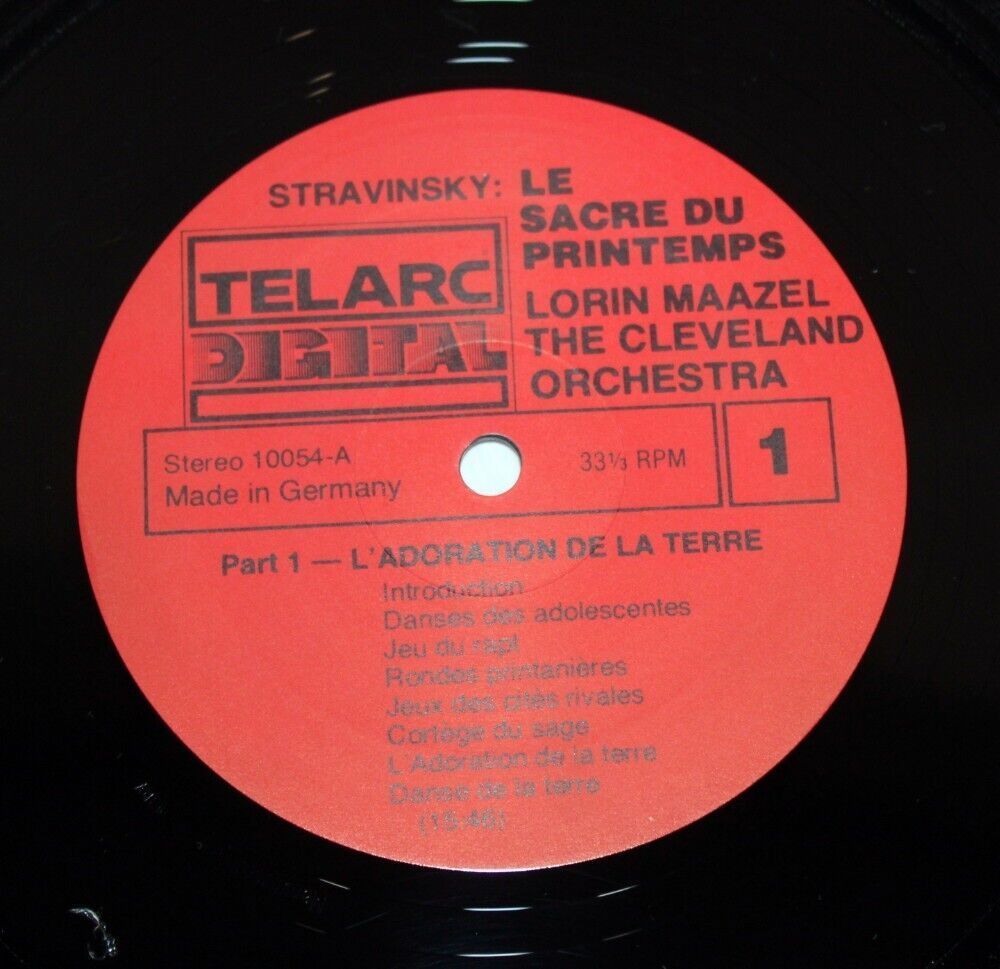 STRAVINSKY: LE
SACRE DU
PRINTEMPS
TELARC
DIGITAL
LORIN MAAZEL
THE CLEVELAND
ORCHESTRA
Stereo 10054-A
Made in Germany
33⅓ RPM
1
Part 1 — L'ADORATION DE LA TERRE
Introduction
Danses des adolescentes
Jeu du rapt
Rondes printanières
Jeux des cités rivales
Cortège du sage
L'Adoration de la terre
Danse de la terre
(15:46)